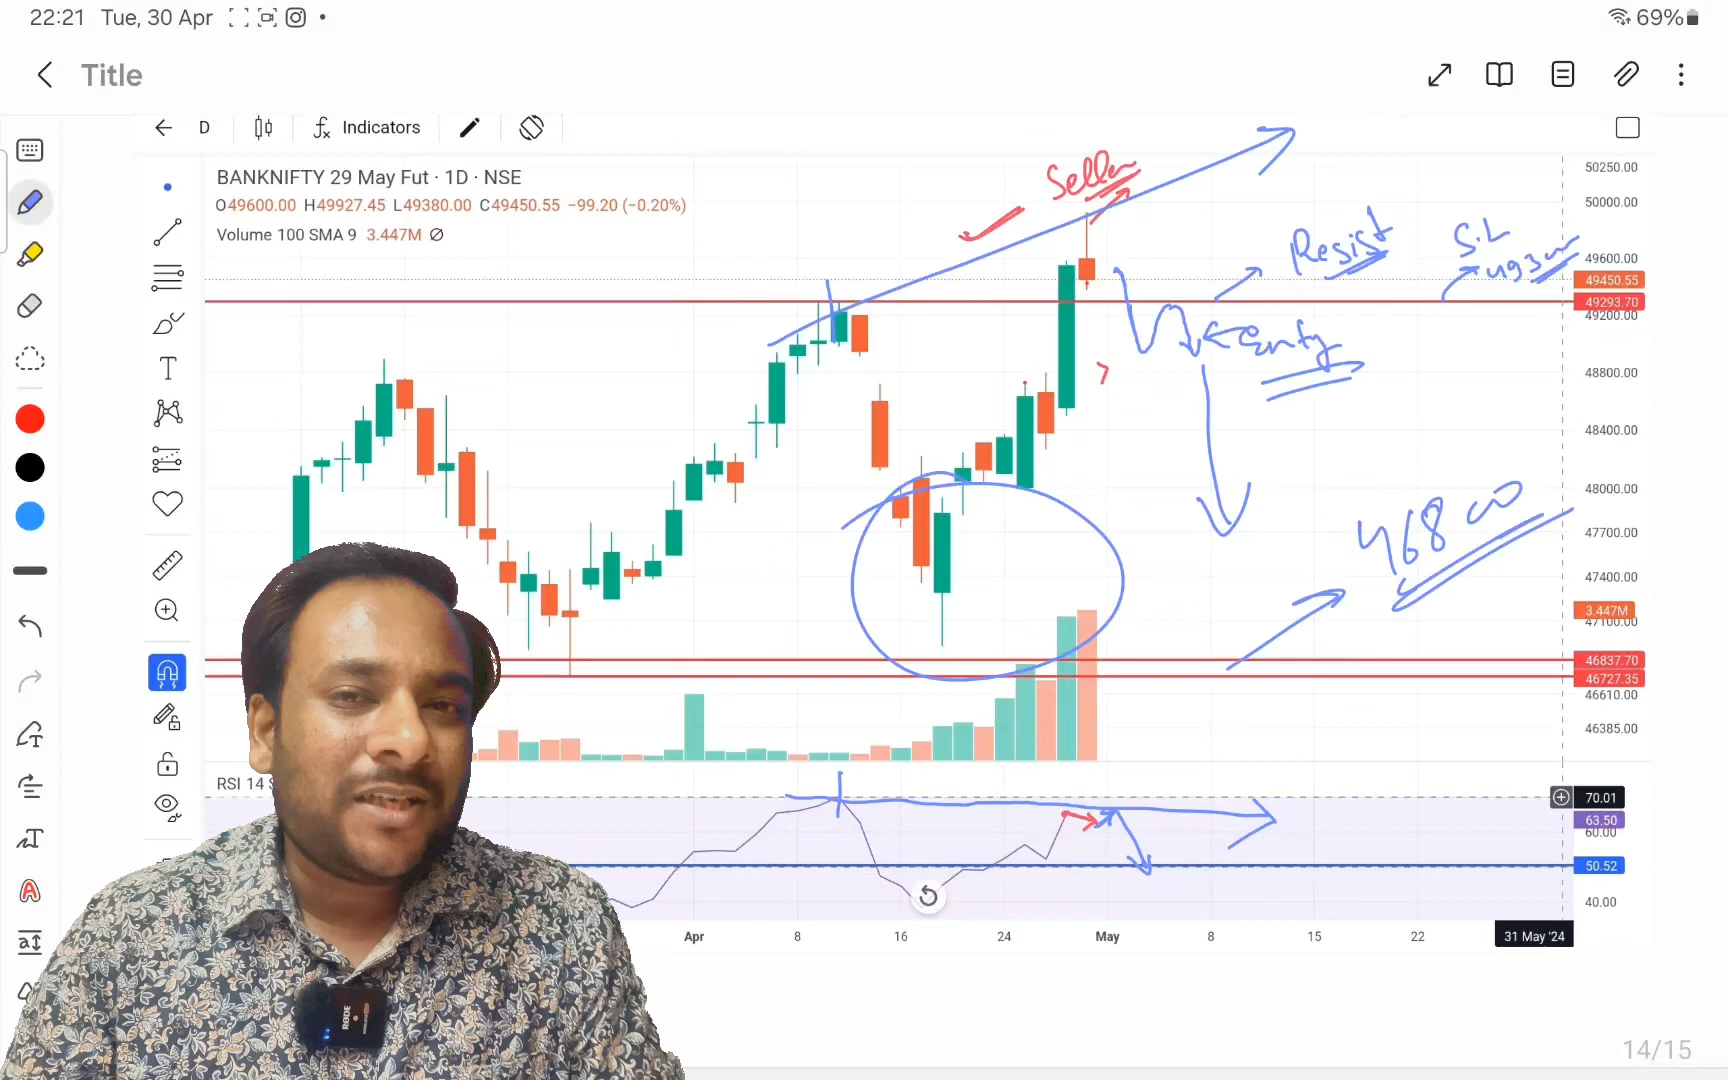 22:21 Tue, 30 Apr
69%
Title
D
Indicators
BANKNIFTY 29 May Fut · 1D · NSE
O49600.00 H49927.45 L49380.00 C49450.55 −99.20 (−0.20%)
Volume 100 SMA 9 3.447M ∅
Seller
Resist
S.L
Entry
46800
50250.00
50000.00
49600.00
49450.55
49293.70
49200.00
48800.00
48400.00
48000.00
47700.00
47400.00
3.447M
47100.00
46837.70
46727.35
46610.00
46385.00
RSI 14
70.01
63.50
60.00
50.52
40.00
Apr 8 16 24 May 8 15 22 31 May '24
RØDE
14/15